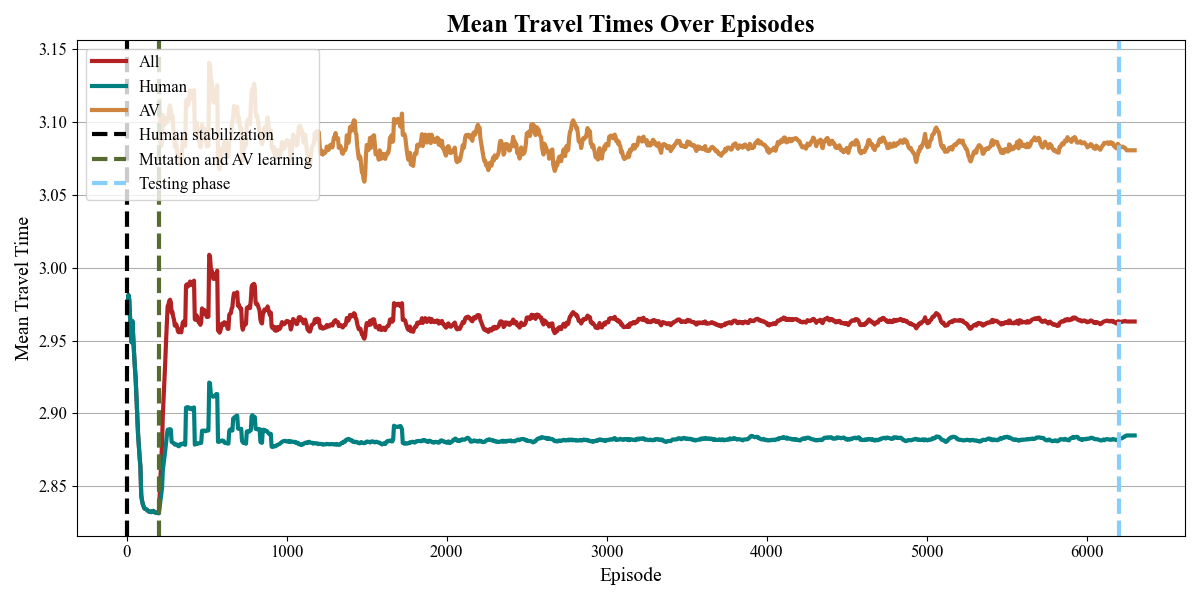 Mean Travel Times Over Episodes
3.15
3.10
3.05
3.00
2.95
2.90
2.85
Mean Travel Time
All
Human
AV
Human stabilization
Mutation and AV learning
Testing phase
0 1000 2000 3000 4000 5000 6000
Episode